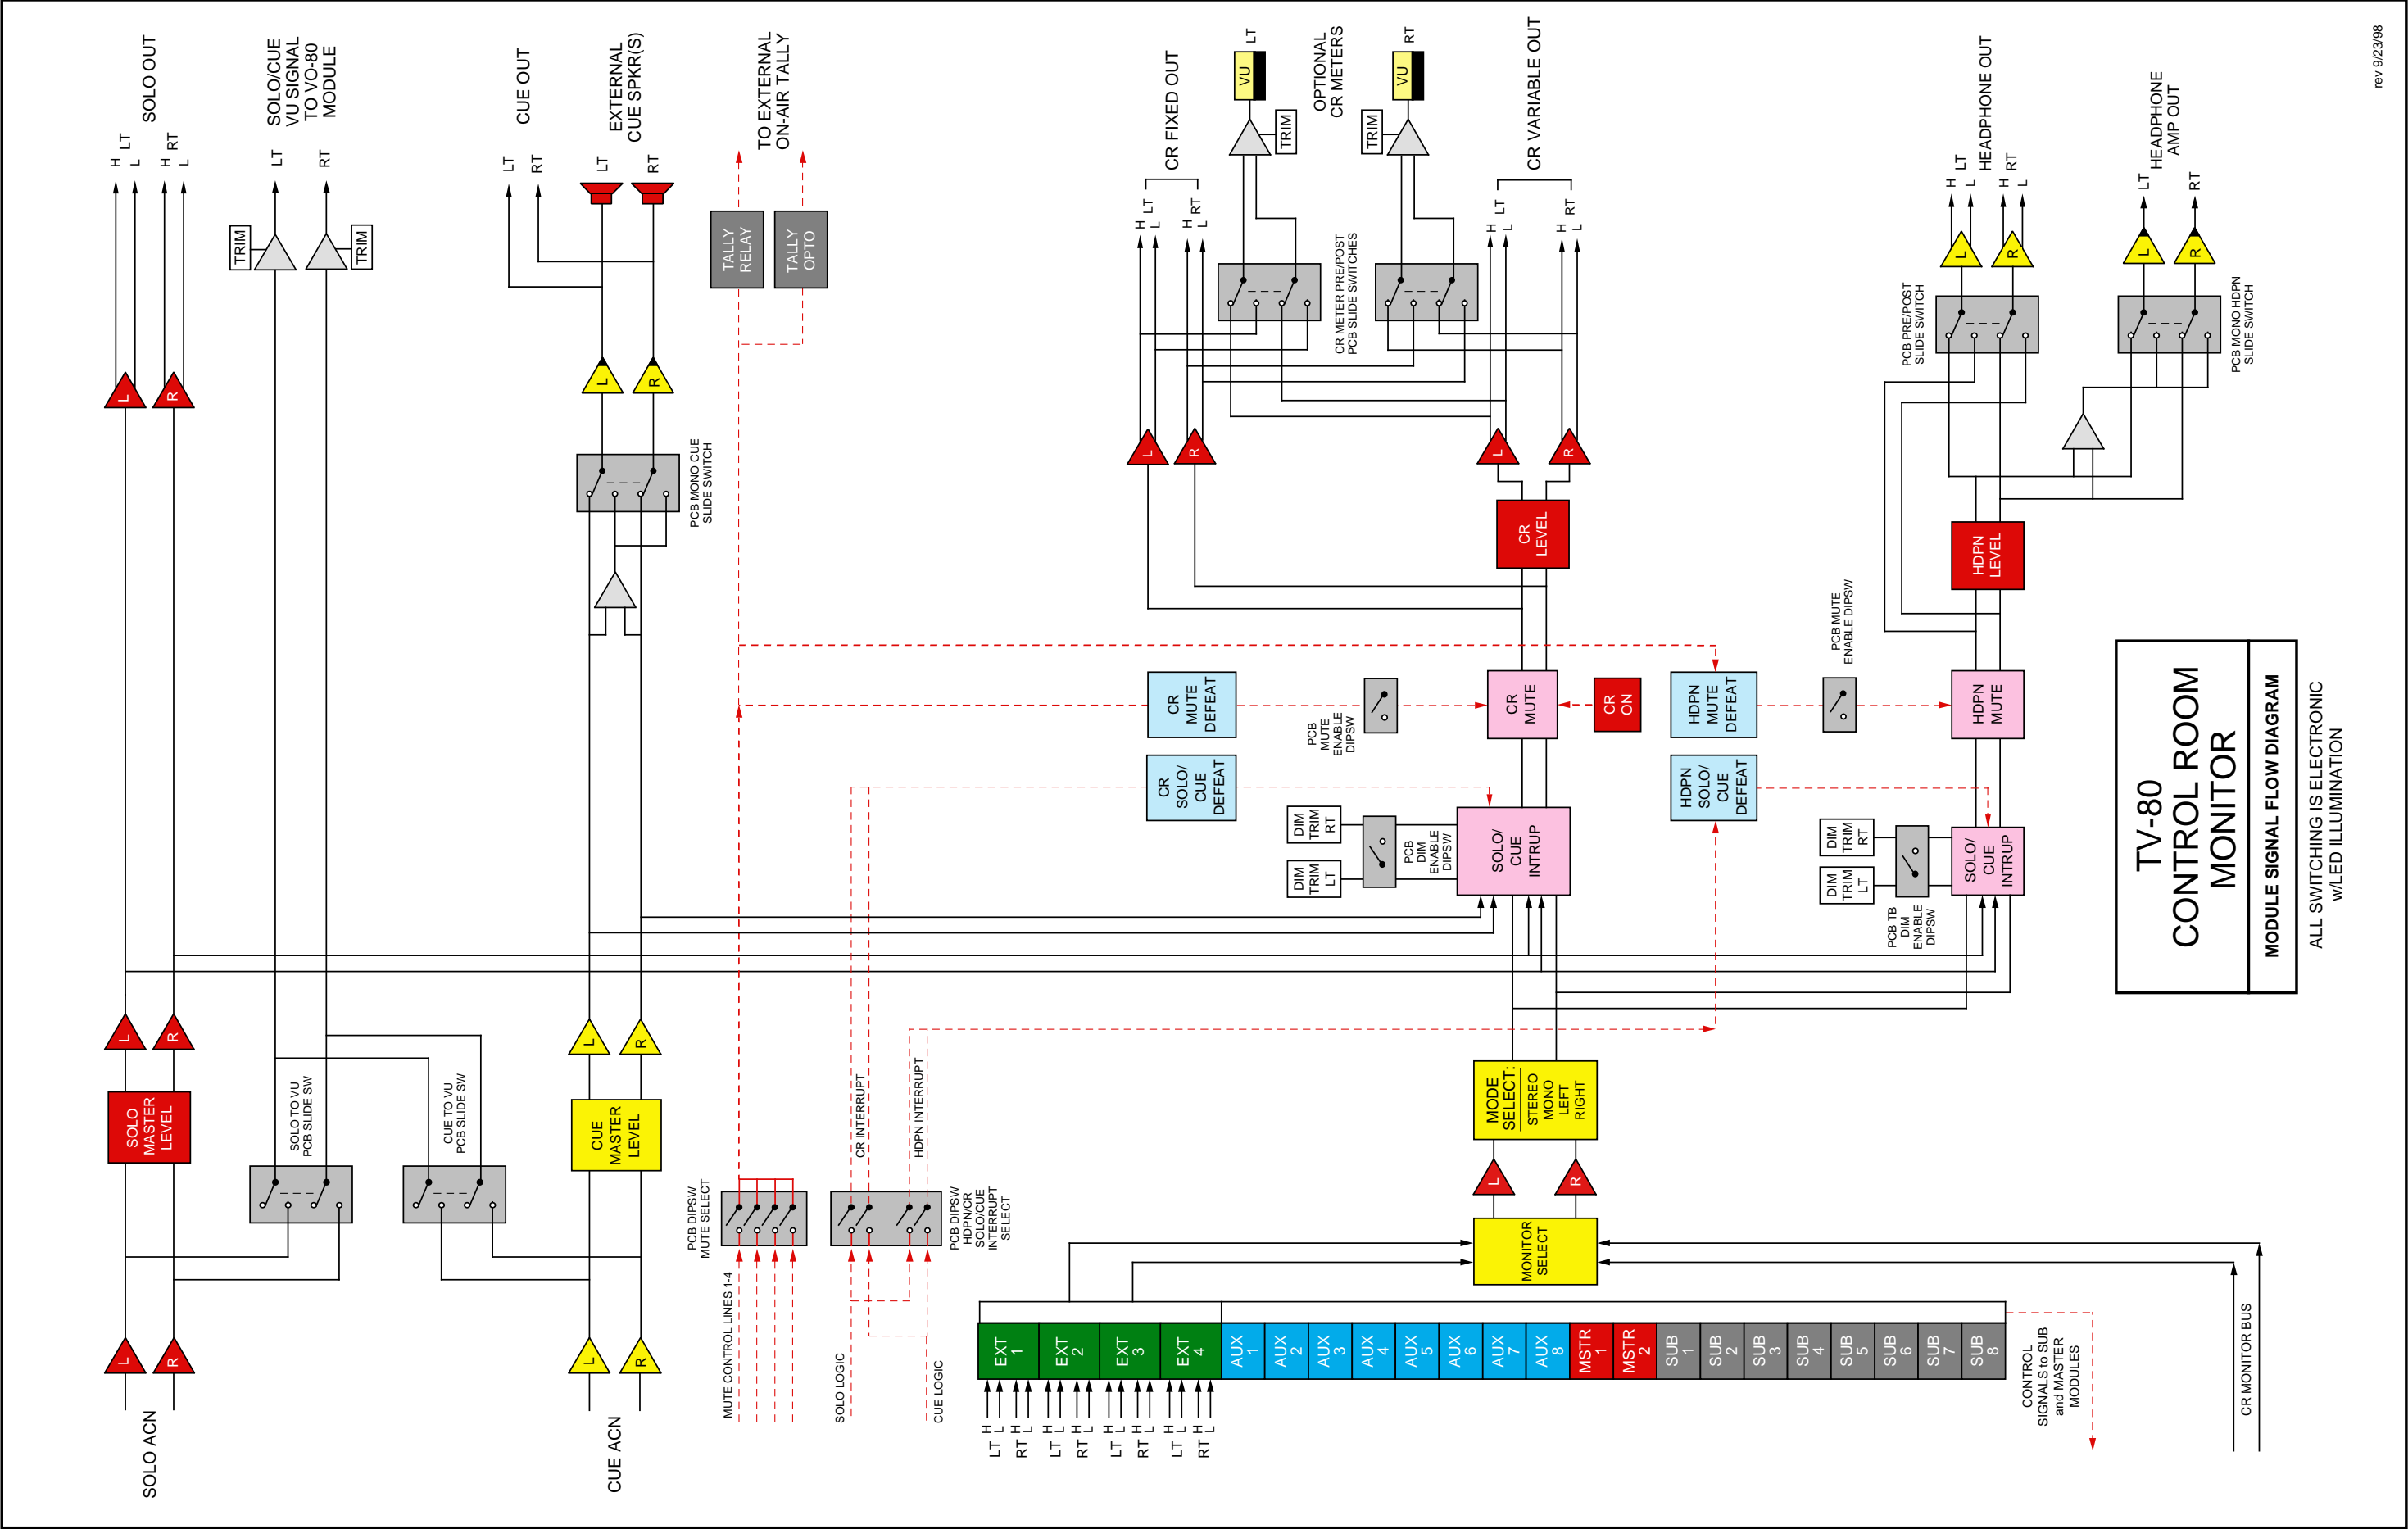 SOLO ACN
L
R
SOLO
MASTER
LEVEL
L
R
L
R
H
LT
L
H
RT
L
SOLO OUT
SOLO TO VU
PCB SLIDE SW
CUE TO VU
PCB SLIDE SW
TRIM
TRIM
LT
RT
SOLO/CUE
VU SIGNAL
TO VO-80
MODULE
CUE ACN
L
R
CUE
MASTER
LEVEL
L
R
PCB MONO CUE
SLIDE SWITCH
L
R
LT
RT
CUE OUT
LT
RT
EXTERNAL
CUE SPKR(S)
MUTE CONTROL LINES 1-4
PCB DIPSW
MUTE SELECT
TALLY
RELAY
TALLY
OPTO
TO EXTERNAL
ON-AIR TALLY
SOLO LOGIC
CUE LOGIC
PCB DIPSW
HDPN/CR
SOLO/CUE
INTERRUPT
SELECT
CR INTERRUPT
HDPN INTERRUPT
LT H
L
RT H
L
LT H
L
RT H
L
LT H
L
RT H
L
LT H
L
RT H
L
EXT
1
EXT
2
EXT
3
EXT
4
AUX
1
AUX
2
AUX
3
AUX
4
AUX
5
AUX
6
AUX
7
AUX
8
MSTR
1
MSTR
2
SUB
1
SUB
2
SUB
3
SUB
4
SUB
5
SUB
6
SUB
7
SUB
8
CONTROL
SIGNALS to SUB
and MASTER
MODULES
CR MONITOR BUS
MONITOR
SELECT
L
R
MODE
SELECT:
STEREO
MONO
LEFT
RIGHT
DIM
TRIM
LT
DIM
TRIM
RT
PCB
DIM
ENABLE
DIPSW
SOLO/
CUE
INTRUP
CR
SOLO/
CUE
DEFEAT
CR
MUTE
DEFEAT
PCB
MUTE
ENABLE
DIPSW
CR
MUTE
CR
ON
CR
LEVEL
L
R
L
R
H
LT
L
H
RT
L
CR FIXED OUT
CR METER PRE/POST
PCB SLIDE SWITCHES
TRIM
VU
LT
OPTIONAL
CR METERS
TRIM
VU
RT
H
LT
L
H
RT
L
CR VARIABLE OUT
HDPN
SOLO/
CUE
DEFEAT
HDPN
MUTE
DEFEAT
DIM
TRIM
LT
DIM
TRIM
RT
PCB TB
DIM
ENABLE
DIPSW
SOLO/
CUE
INTRUP
PCB MUTE
ENABLE DIPSW
HDPN
MUTE
HDPN
LEVEL
PCB PRE/POST
SLIDE SWITCH
L
R
H
LT
L
H
RT
L
HEADPHONE OUT
PCB MONO HDPN
SLIDE SWITCH
L
R
LT
RT
HEADPHONE
AMP OUT
TV-80
CONTROL ROOM
MONITOR
MODULE SIGNAL FLOW DIAGRAM
ALL SWITCHING IS ELECTRONIC
w/LED ILLUMINATION
rev 9/23/98